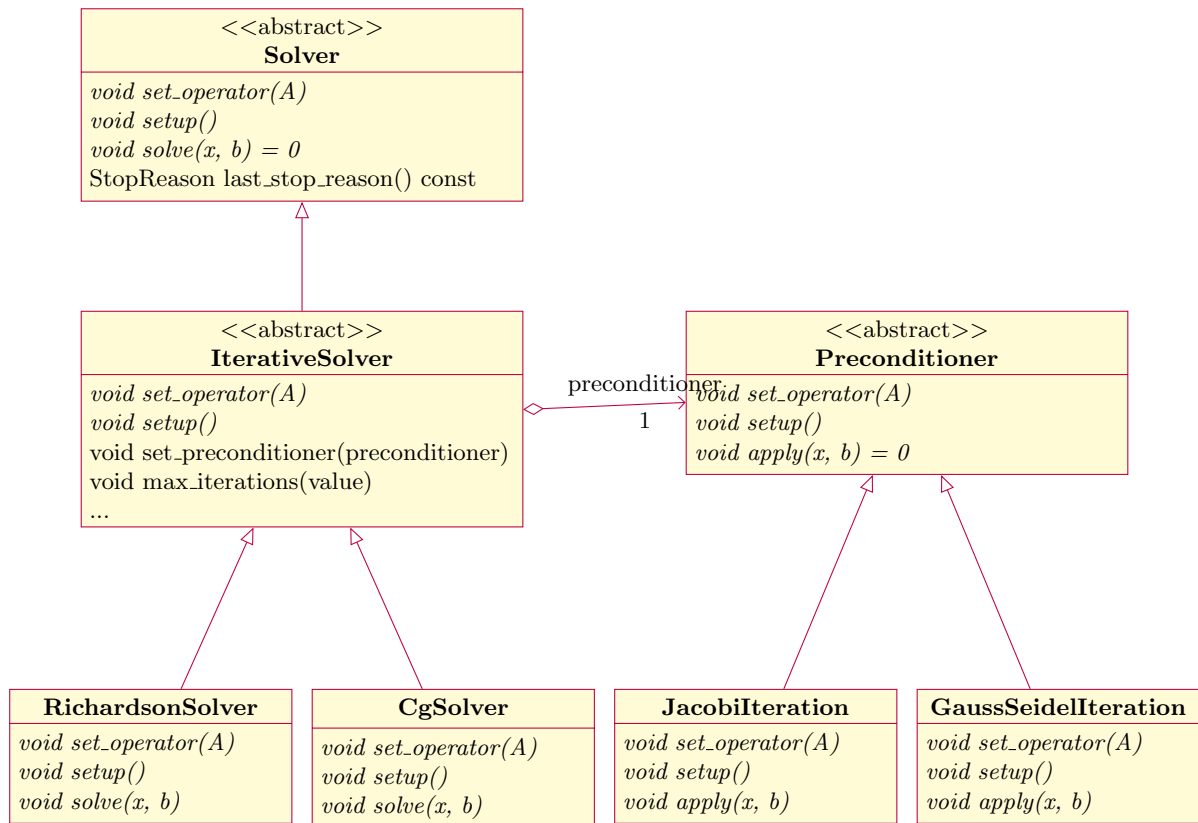 <<abstract>>
Solver
void set_operator(A)
void setup()
void solve(x, b) = 0
StopReason last_stop_reason() const
<<abstract>>
IterativeSolver
void set_operator(A)
void setup()
void set_preconditioner(preconditioner)
void max_iterations(value)
...
preconditioner
1
<<abstract>>
Preconditioner
void set_operator(A)
void setup()
void apply(x, b) = 0
RichardsonSolver
void set_operator(A)
void setup()
void solve(x, b)
CgSolver
void set_operator(A)
void setup()
void solve(x, b)
JacobiIteration
void set_operator(A)
void setup()
void apply(x, b)
GaussSeidelIteration
void set_operator(A)
void setup()
void apply(x, b)